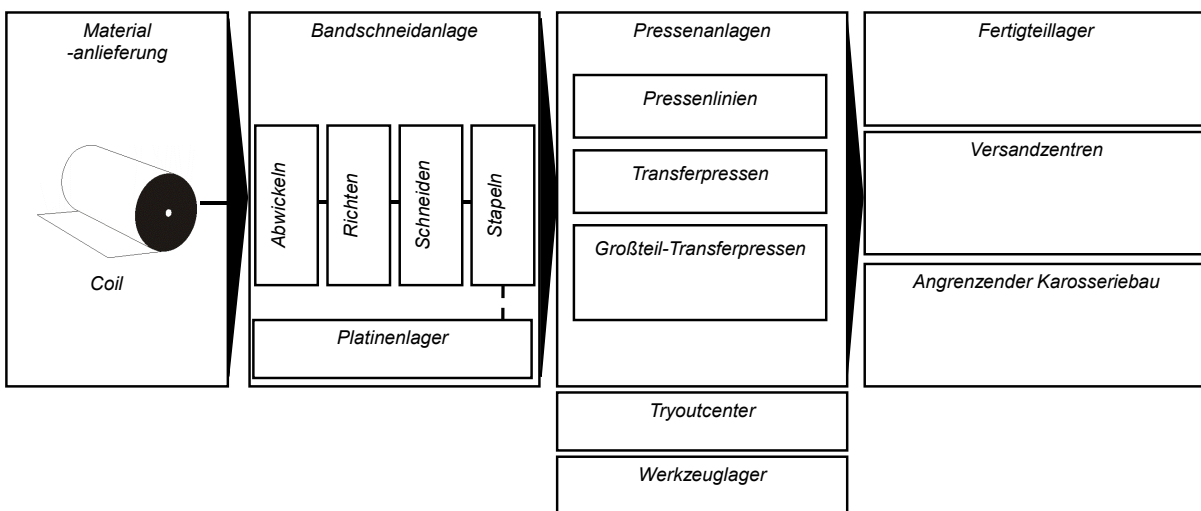 Material
-anlieferung
Coil
Bandschneidanlage
Abwickeln
Richten
Schneiden
Stapeln
Platinenlager
Pressenanlagen
Pressenlinien
Transferpressen
Großteil-Transferpressen
Tryoutcenter
Werkzeuglager
Fertigteillager
Versandzentren
Angrenzender Karosseriebau